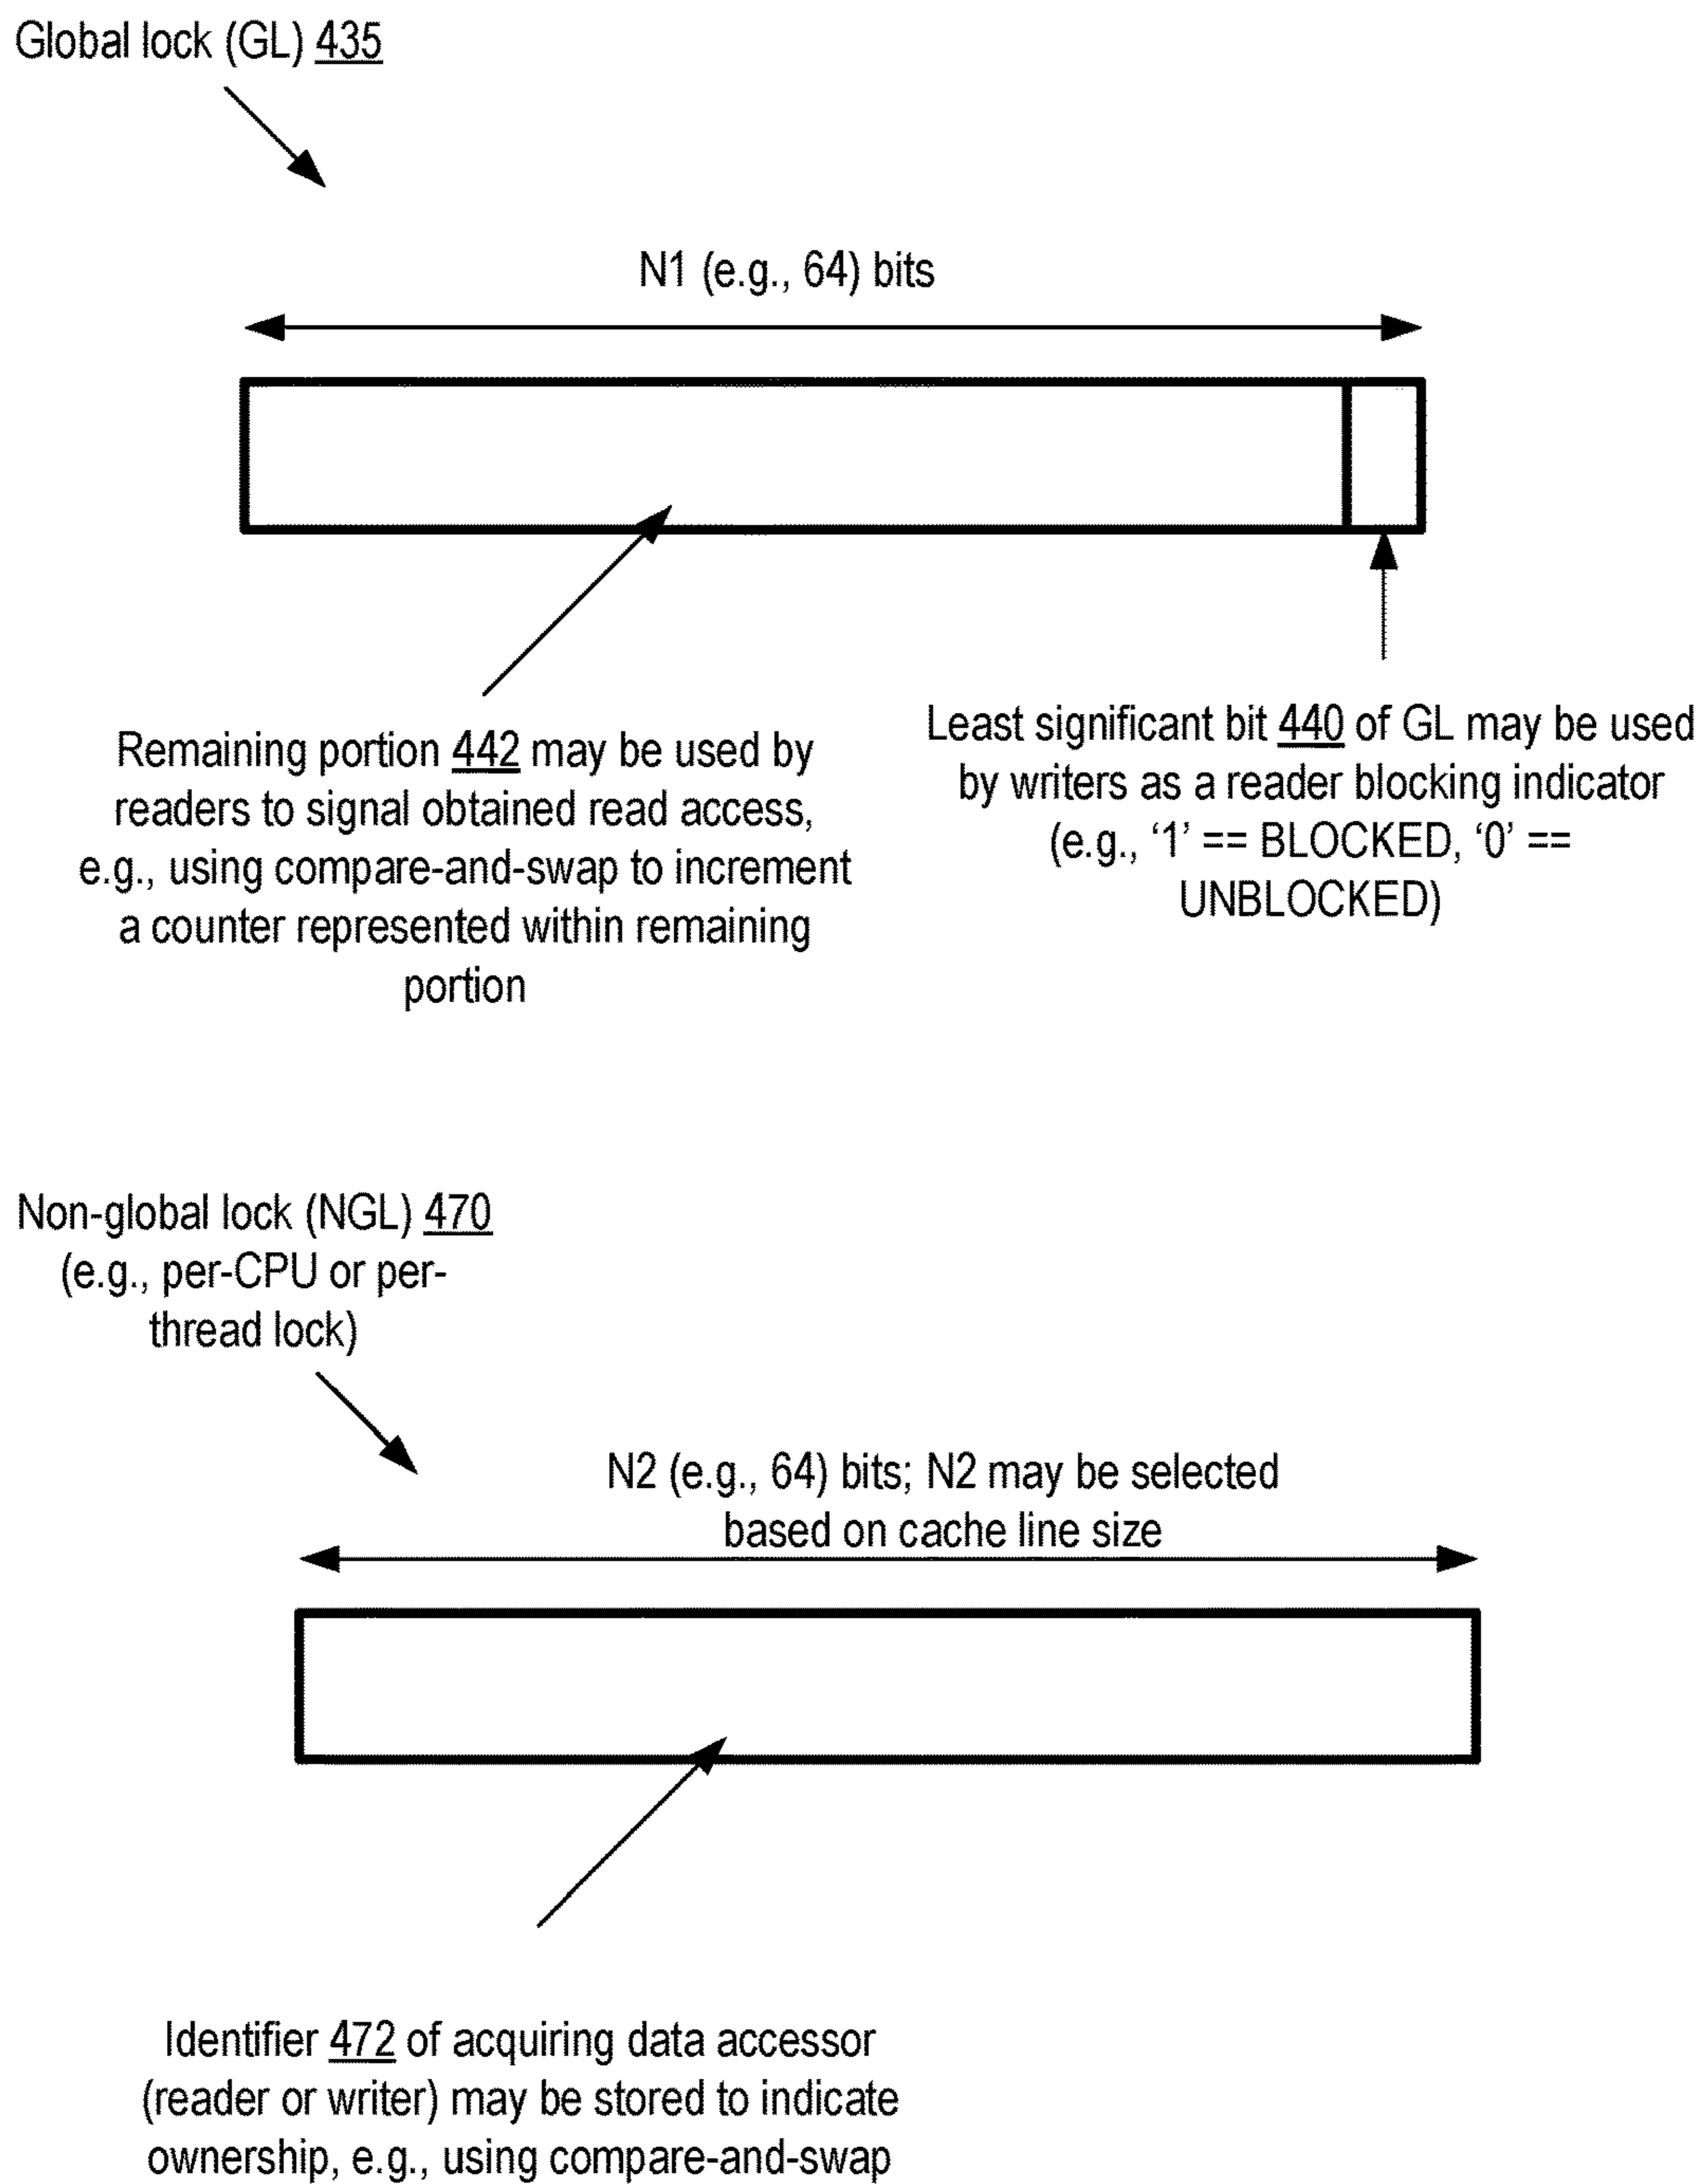 Global lock (GL) 435
N1 (e.g., 64) bits
Remaining portion 442 may be used by
readers to signal obtained read access,
e.g., using compare-and-swap to increment
a counter represented within remaining
portion
Least significant bit 440 of GL may be used
by writers as a reader blocking indicator
(e.g., ‘1’ == BLOCKED, ‘0’ ==
UNBLOCKED)
Non-global lock (NGL) 470
(e.g., per-CPU or per-
thread lock)
N2 (e.g., 64) bits; N2 may be selected
based on cache line size
Identifier 472 of acquiring data accessor
(reader or writer) may be stored to indicate
ownership, e.g., using compare-and-swap